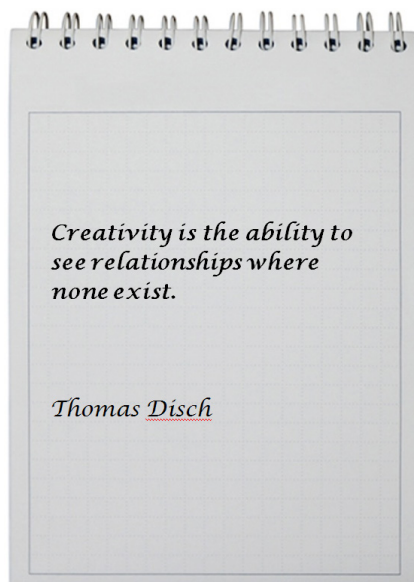 Creativity is the ability to
see relationships where
none exist.
Thomas Disch